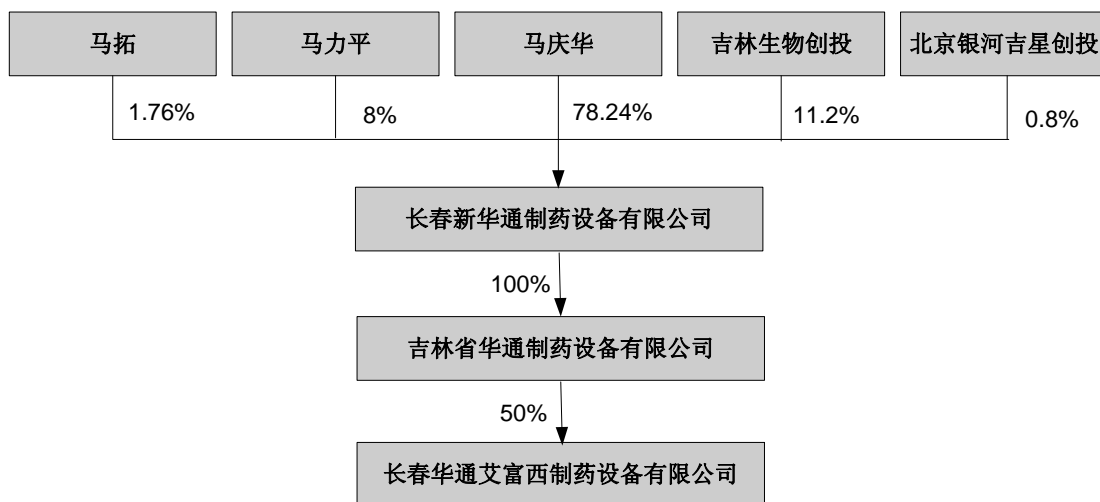 马拓
马力平
马庆华
吉林生物创投
北京银河吉星创投
1.76%
8%
78.24%
11.2%
0.8%
长春新华通制药设备有限公司
100%
吉林省华通制药设备有限公司
50%
长春华通艾富西制药设备有限公司